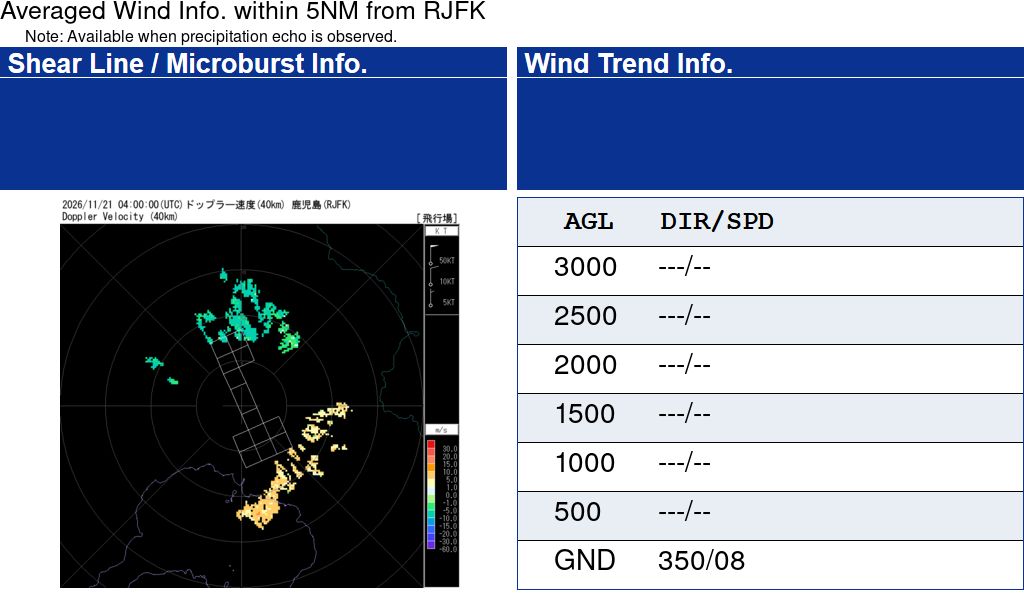 Averaged Wind Info. within 5NM from RJFK
Note: Available when precipitation echo is observed.
Shear Line / Microburst Info.
Wind Trend Info.
2026/11/21 04:00:00(UTC) ドップラー速度(40km) 鹿児島(RJFK)
Doppler Velocity (40km)
[飛行場]
KT
50KT
10KT
5KT
m/s
30.0
20.0
15.0
10.0
5.0
1.0
0.0
-1.0
-5.0
-10.0
-15.0
-20.0
-30.0
-60.0
AGL DIR/SPD
3000 ---/--
2500 ---/--
2000 ---/--
1500 ---/--
1000 ---/--
500 ---/--
GND 350/08